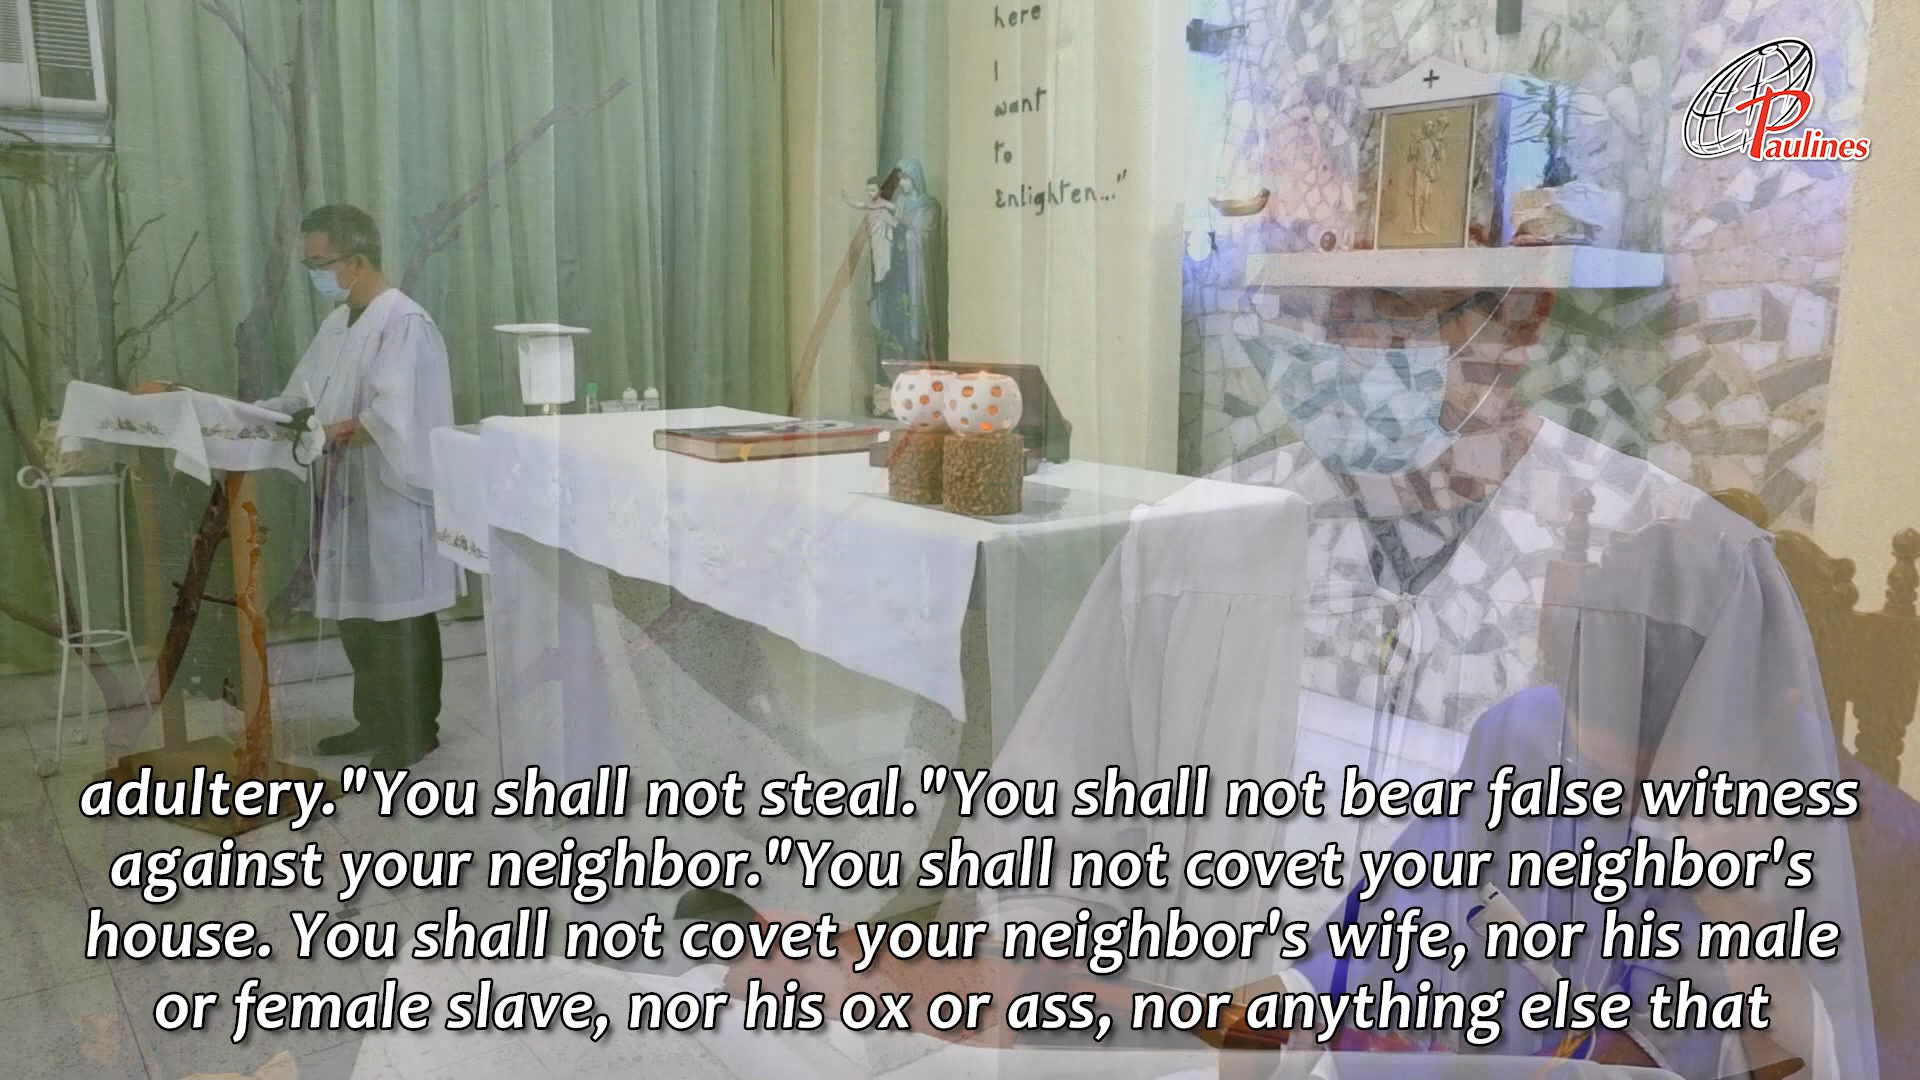 here
I
want
to
Enlighten..."
Paulines
adultery."You shall not steal."You shall not bear false witness
against your neighbor."You shall not covet your neighbor's
house. You shall not covet your neighbor's wife, nor his male
or female slave, nor his ox or ass, nor anything else that